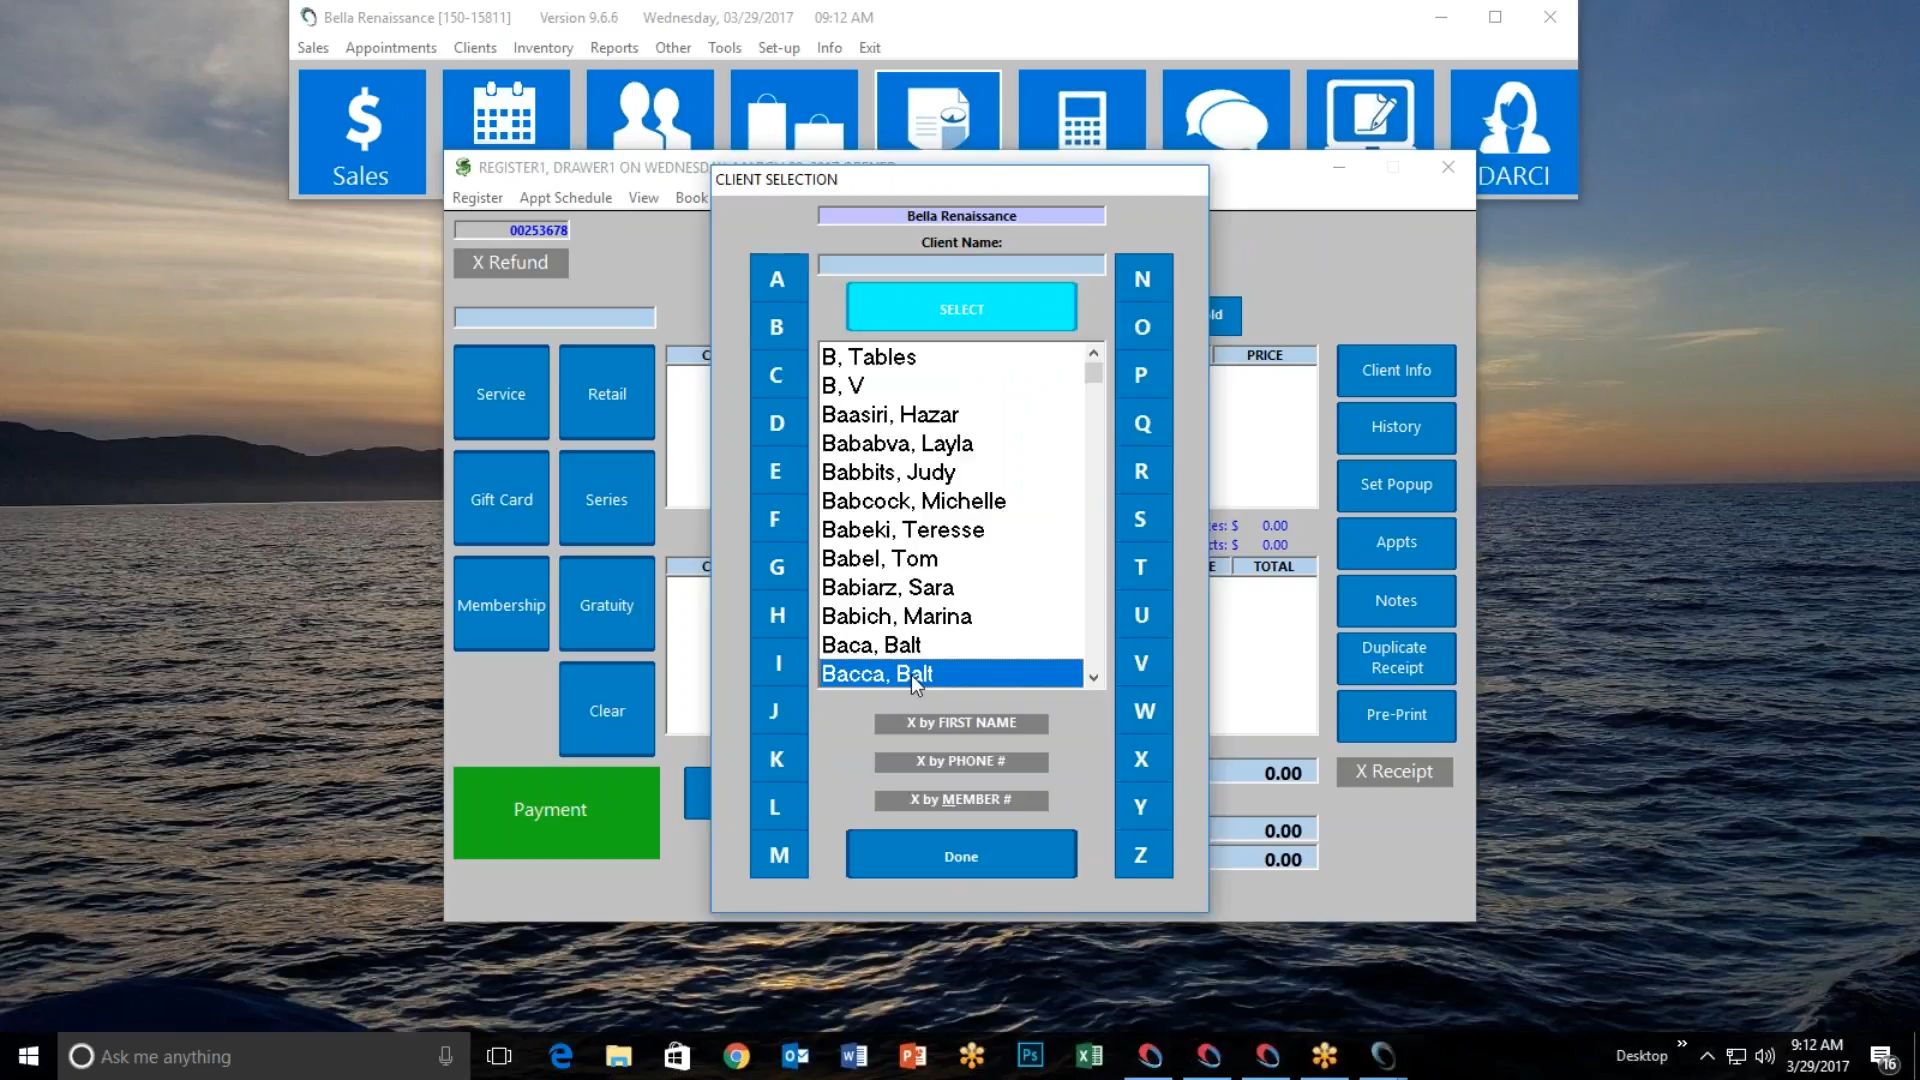 Bella Renaissance [150-15811] Version 9.6.6 Wednesday, 03/29/2017 09:12 AM
Sales Appointments Clients Inventory Reports Other Tools Set-up Info Exit
Sales
DARCI
REGISTER1, DRAWER1 ON
Register Appt Schedule View Book
00253678
X Refund
Service
Retail
Gift Card
Series
Membership
Gratuity
Clear
Payment
CLIENT SELECTION
Bella Renaissance
Client Name:
SELECT
A
B
C
D
E
F
G
H
I
J
K
L
M
B, Tables
B, V
Baasiri, Hazar
Bababva, Layla
Babbits, Judy
Babcock, Michelle
Babeki, Teresse
Babel, Tom
Babiarz, Sara
Babich, Marina
Baca, Balt
Bacca, Balt
X by FIRST NAME
X by PHONE #
X by MEMBER #
Done
N
O
P
Q
R
S
T
U
V
W
X
Y
Z
PRICE
$ 0.00
$ 0.00
TOTAL
0.00
0.00
0.00
Client Info
History
Set Popup
Appts
Notes
Duplicate
Receipt
Pre-Print
X Receipt
Ask me anything
Desktop
9:12 AM
3/29/2017
16